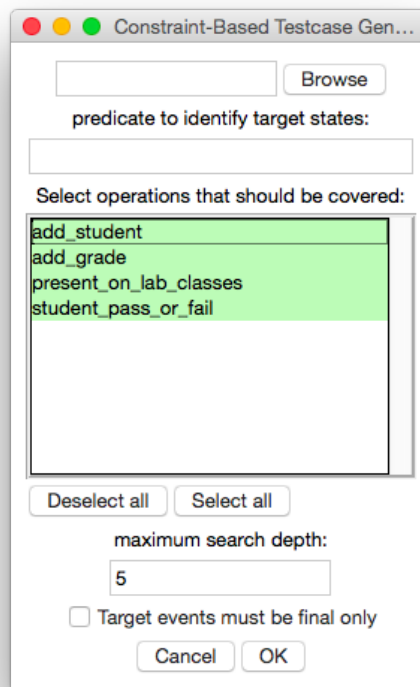 Constraint-Based Testcase Gen...
Browse
predicate to identify target states:
Select operations that should be covered:
add_student
add_grade
present_on_lab_classes
student_pass_or_fail
Deselect all Select all
maximum search depth:
5
Target events must be final only
Cancel OK